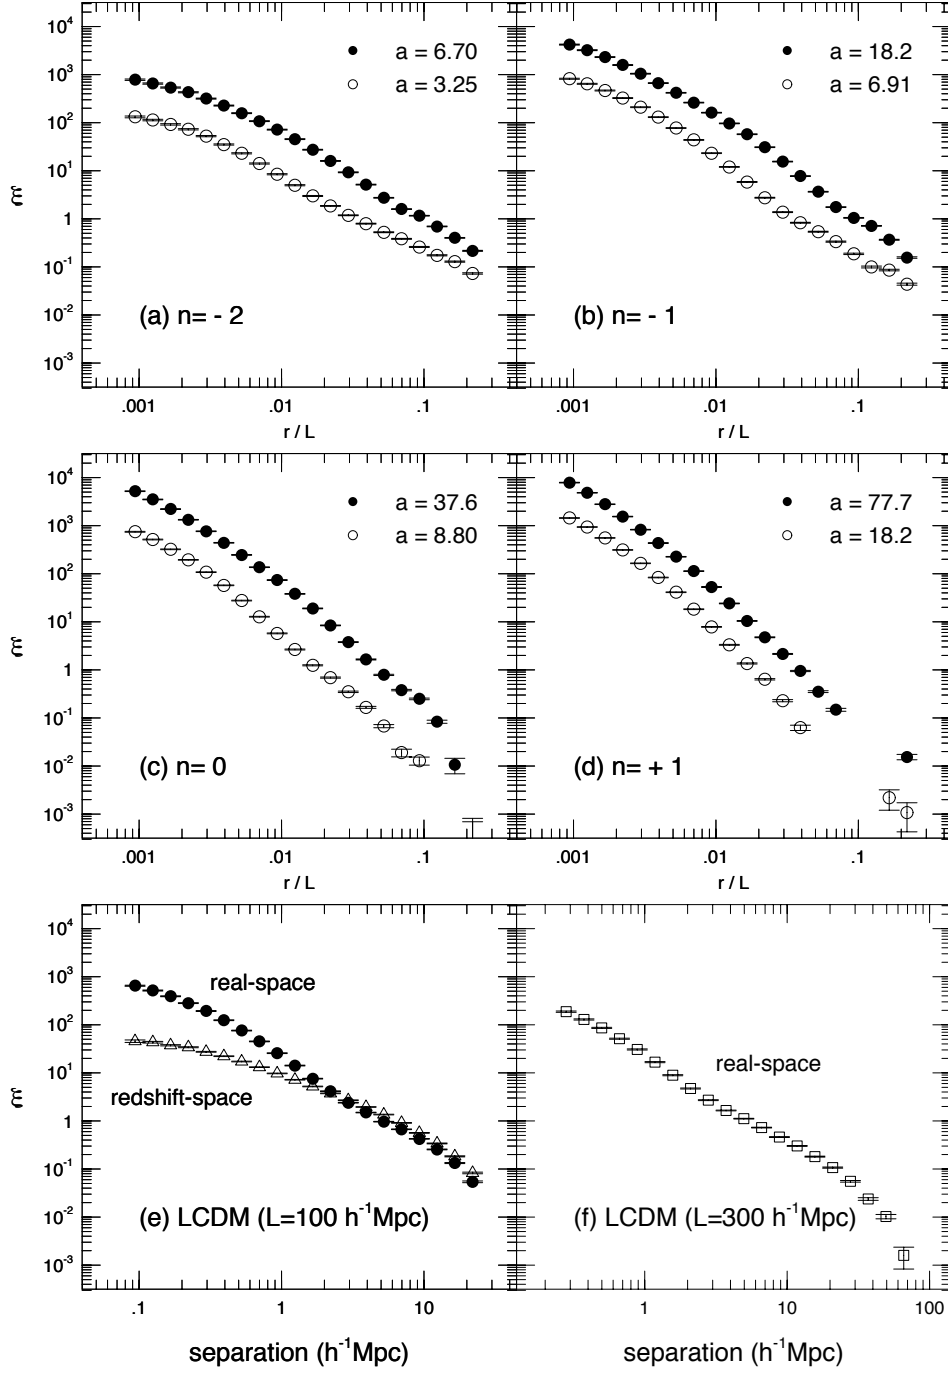 10⁴
10³
10²
10¹
1
10⁻¹
10⁻²
10⁻³
ξ
a = 6.70
a = 3.25
(a) n= - 2
.001 .01 .1
r / L
a = 18.2
a = 6.91
(b) n= - 1
.001 .01 .1
r / L
10⁴
10³
10²
10¹
1
10⁻¹
10⁻²
10⁻³
ξ
a = 37.6
a = 8.80
(c) n= 0
.001 .01 .1
r / L
a = 77.7
a = 18.2
(d) n= + 1
.001 .01 .1
r / L
10⁴
10³
10²
10¹
1
10⁻¹
10⁻²
10⁻³
ξ
real-space
redshift-space
(e) LCDM (L=100 h⁻¹Mpc)
.1 1 10
separation (h⁻¹Mpc)
real-space
(f) LCDM (L=300 h⁻¹Mpc)
1 10 100
separation (h⁻¹Mpc)